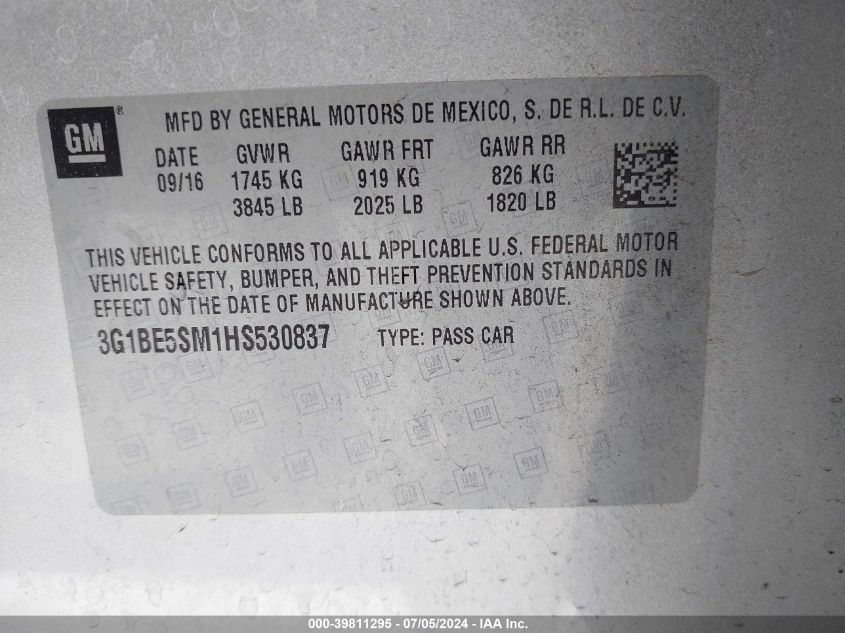 GM ®
MFD BY GENERAL MOTORS DE MEXICO, S. DE R.L. DE C.V.
DATE GVWR GAWR FRT GAWR RR
09/16 1745 KG 919 KG 826 KG
3845 LB 2025 LB 1820 LB
THIS VEHICLE CONFORMS TO ALL APPLICABLE U.S. FEDERAL MOTOR
VEHICLE SAFETY, BUMPER, AND THEFT PREVENTION STANDARDS IN
EFFECT ON THE DATE OF MANUFACTURE SHOWN ABOVE.
3G1BE5SM1HS530837 TYPE: PASS CAR
000-39811295 - 07/05/2024 - IAA Inc.